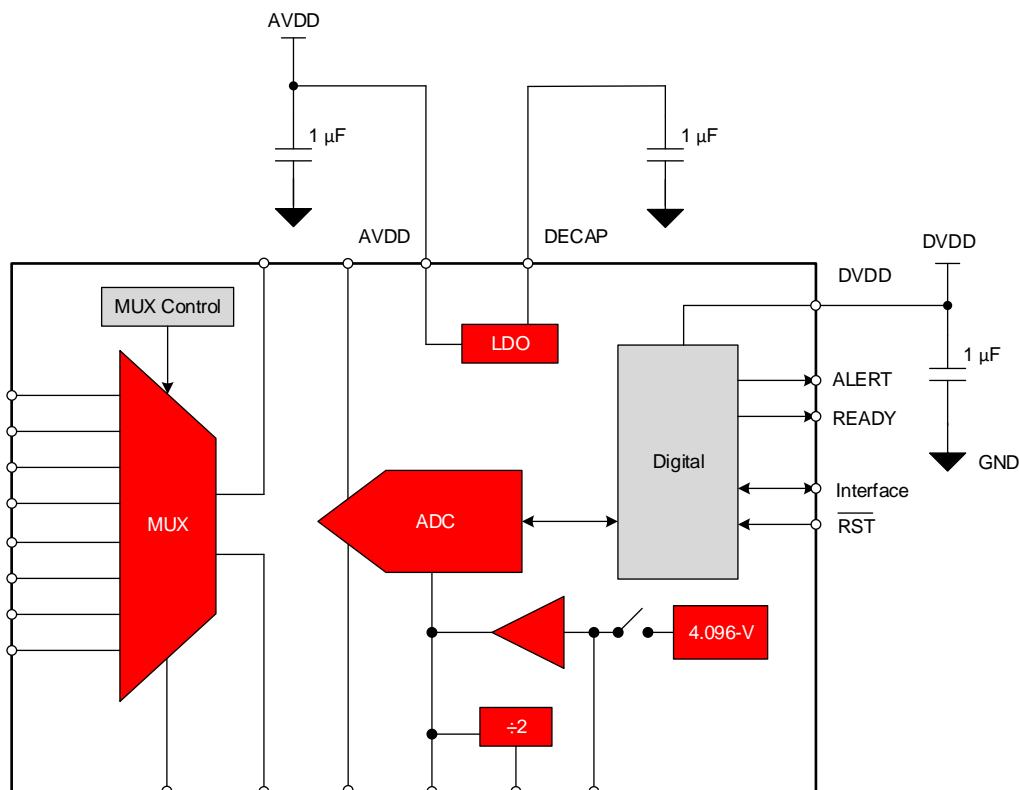 AVDD
1 µF
1 µF
AVDD
DECAP
DVDD
DVDD
MUX Control
LDO
1 µF
ALERT
READY
GND
Digital
Interface
MUX
ADC
RST
4.096-V
÷2